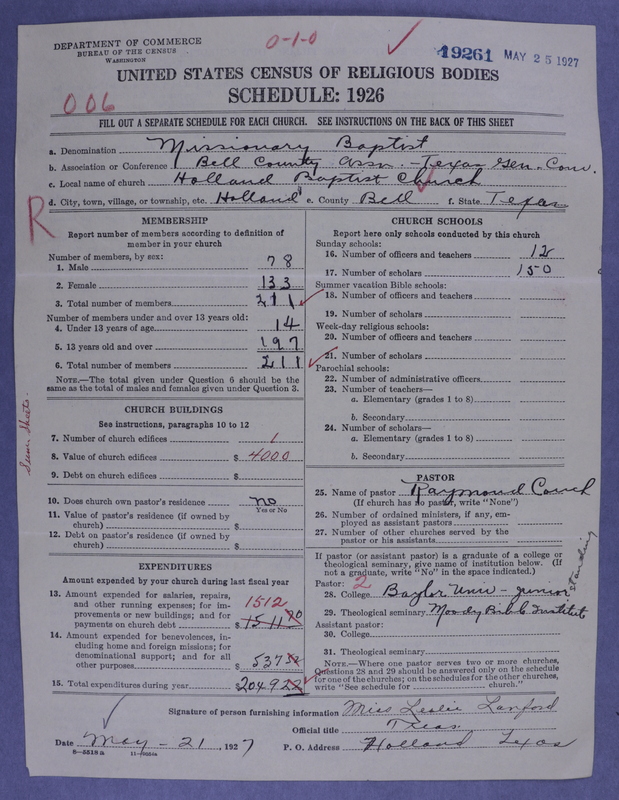 DEPARTMENT OF COMMERCE
BUREAU OF THE CENSUS
WASHINGTON
0-1-0
19261 MAY 25 1927
UNITED STATES CENSUS OF RELIGIOUS BODIES
SCHEDULE: 1926
006
FILL OUT A SEPARATE SCHEDULE FOR EACH CHURCH. SEE INSTRUCTIONS ON THE BACK OF THIS SHEET
a. Denomination Missionary Baptist
b. Association or Conference Bell County Assn. - Texas Gen. Conv.
c. Local name of church Holland Baptist Church
d. City, town, village, or township, etc. Holland e. County Bell f. State Texas
R
MEMBERSHIP
Report number of members according to definition of member in your church
Number of members, by sex:
1. Male 78
2. Female 133
3. Total number of members 211
Number of members under and over 13 years old:
4. Under 13 years of age 14
5. 13 years old and over 197
6. Total number of members 211
NOTE.—The total given under Question 6 should be
the same as the total of males and females given under Question 3.
CHURCH BUILDINGS
See instructions, paragraphs 10 to 12
7. Number of church edifices 1
8. Value of church edifices $ 4000
9. Debt on church edifices $
10. Does church own pastor's residence no
Yes or No
11. Value of pastor's residence (if owned by
church) $
12. Debt on pastor's residence (if owned by
church) $
EXPENDITURES
Amount expended by your church during last fiscal year
13. Amount expended for salaries, repairs,
and other running expenses; for im-
provements or new buildings; and for
payments on church debt 1512 $ 1511
14. Amount expended for benevolences, in-
cluding home and foreign missions; for
denominational support; and for all
other purposes $ 537
15. Total expenditures during year $ 2049
CHURCH SCHOOLS
Report here only schools conducted by this church
Sunday schools:
16. Number of officers and teachers 12
17. Number of scholars 150
Summer vacation Bible schools:
18. Number of officers and teachers
19. Number of scholars
Week-day religious schools:
20. Number of officers and teachers
21. Number of scholars
Parochial schools:
22. Number of administrative officers
23. Number of teachers—
a. Elementary (grades 1 to 8)
b. Secondary
24. Number of scholars—
a. Elementary (grades 1 to 8)
b. Secondary
PASTOR
25. Name of pastor Raymond Couch
(If church has no pastor, write "None")
26. Number of ordained ministers, if any, em-
ployed as assistant pastors
27. Number of other churches served by the
pastor or his assistants
If pastor (or assistant pastor) is a graduate of a college or
theological seminary, give name of institution below. (If
not a graduate, write "No" in the space indicated.)
Pastor: 2
28. College Baylor Univ - junior standing
29. Theological seminary Moody Bible Institute
Assistant pastor:
30. College
31. Theological seminary
NOTE.—Where one pastor serves two or more churches,
Questions 28 and 29 should be answered only on the schedule
for one of the churches; on the schedules for the other churches,
write "See schedule for church."
Signature of person furnishing information Miss Leslie Lanford
Official title Treas.
Date May - 21, 1927 P. O. Address Holland Texas